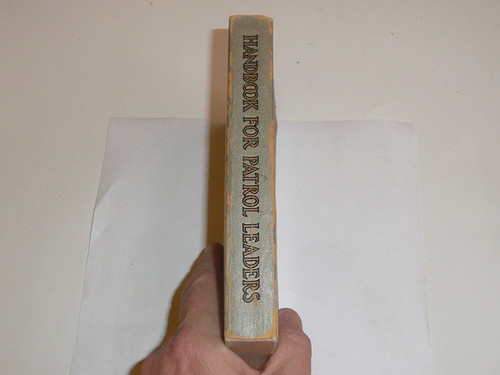 HANDBOOK FOR PATROL LEADERS